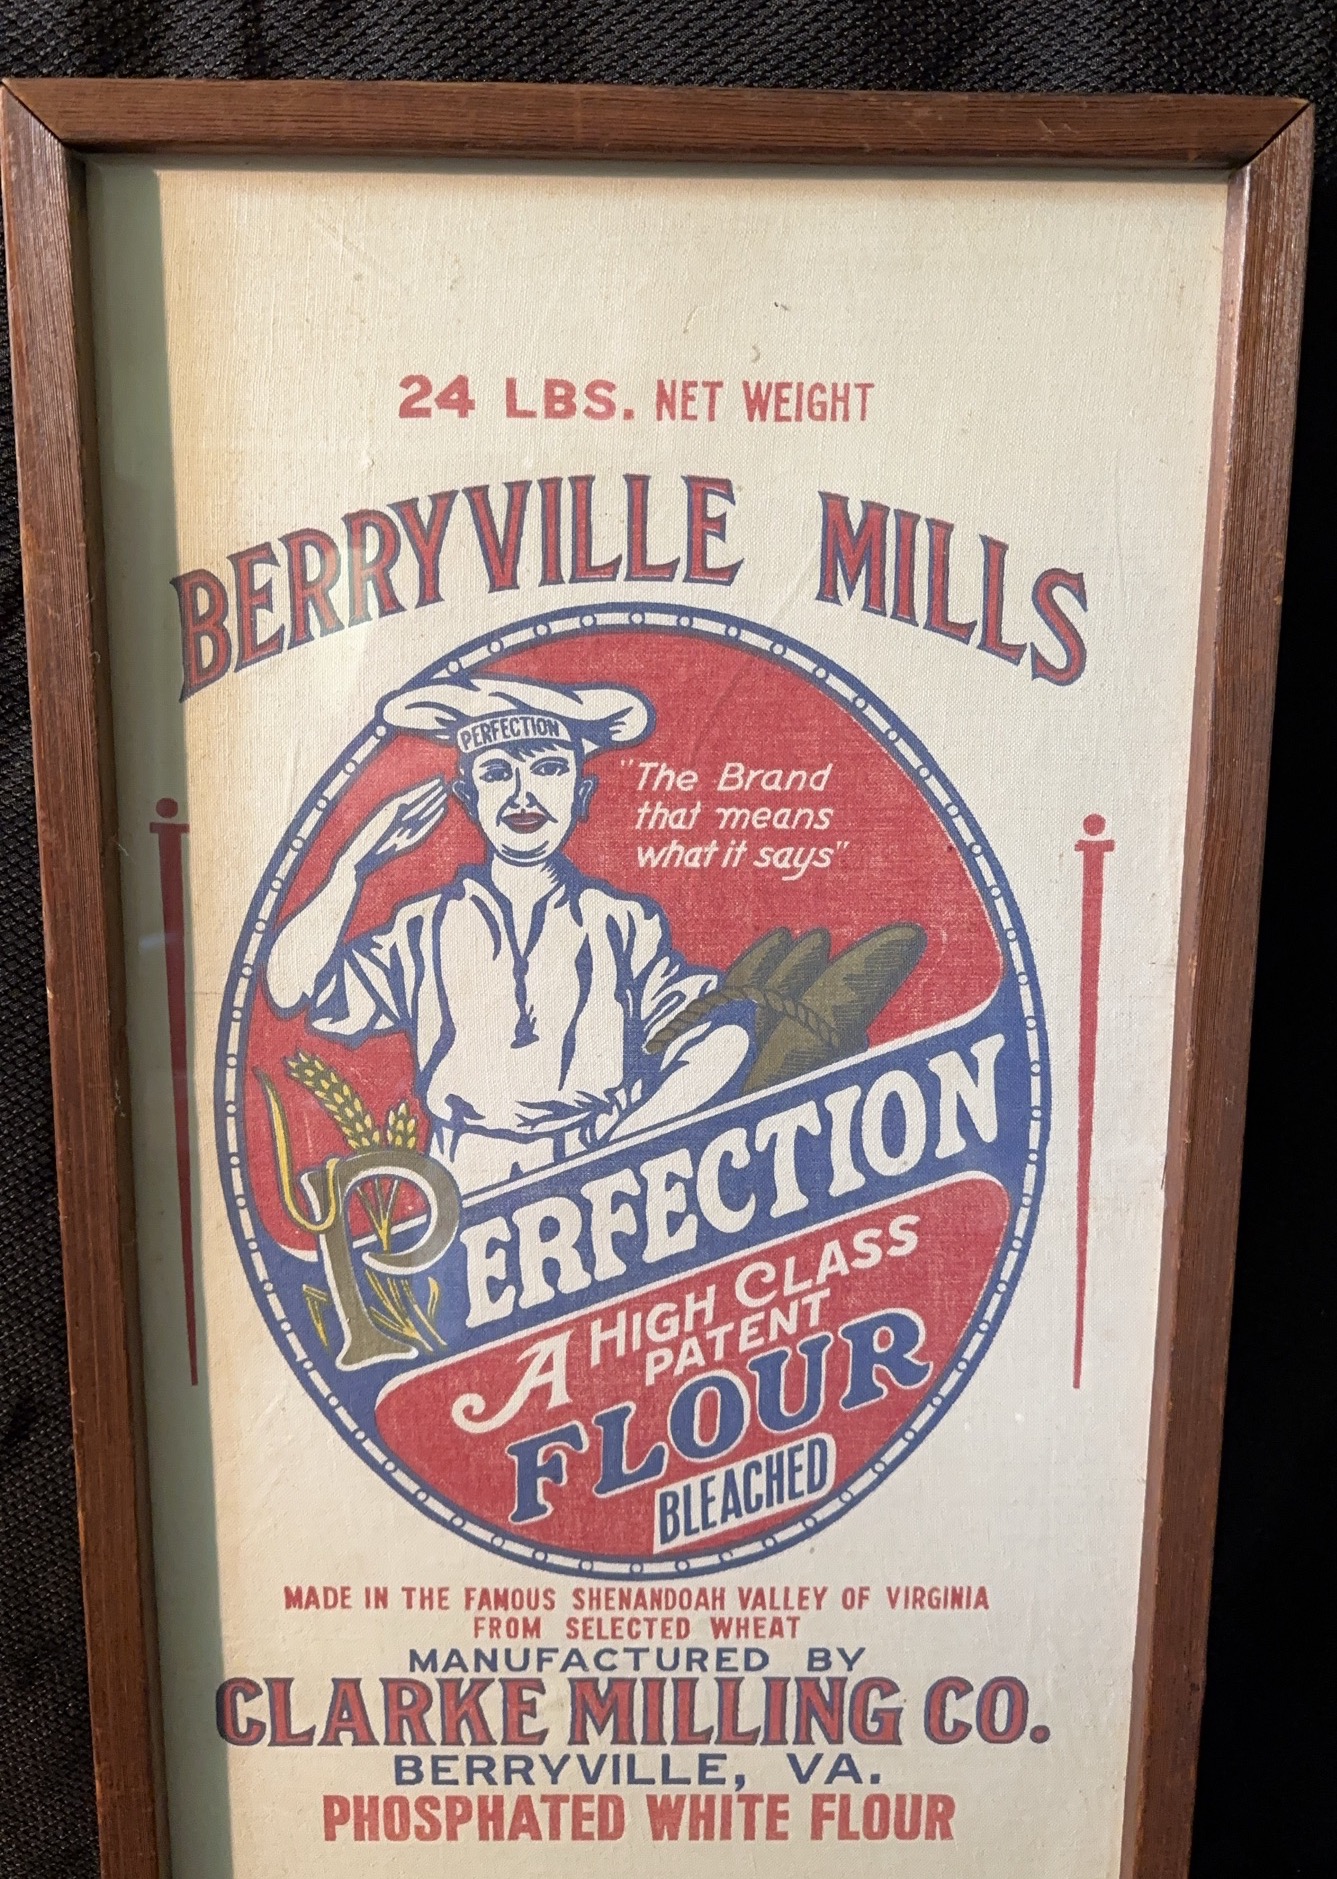 24 LBS. NET WEIGHT
BERRYVILLE MILLS
PERFECTION
"The Brand
that means
what it says"
PERFECTION
A HIGH CLASS
PATENT
FLOUR
BLEACHED
MADE IN THE FAMOUS SHENANDOAH VALLEY OF VIRGINIA
FROM SELECTED WHEAT
MANUFACTURED BY
CLARKE MILLING CO.
BERRYVILLE, VA.
PHOSPHATED WHITE FLOUR